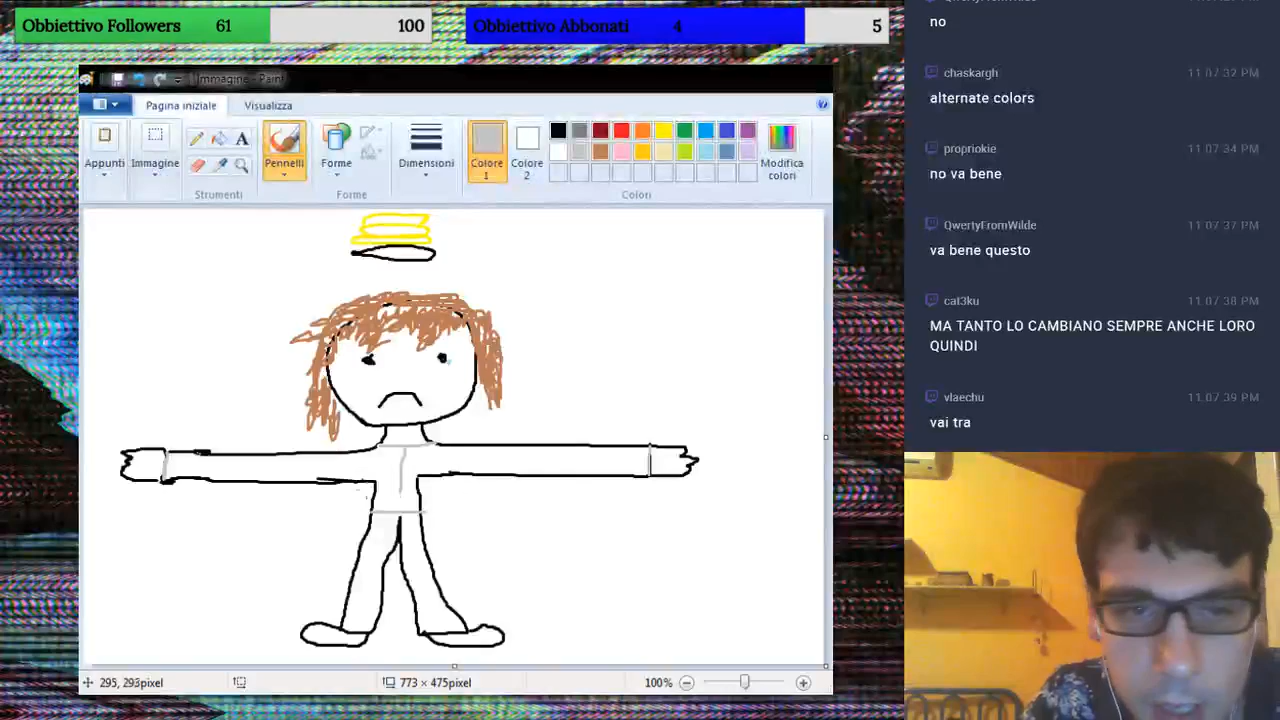 Obbiettivo Followers 61 100
Obbiettivo Abbonati 4 5
Immagine - Paint
Pagina iniziale Visualizza
Appunti
Immagine
Strumenti
Pennelli
Forme
Forme
Dimensioni
Colore 1
Colore 2
Modifica colori
Colori
295, 293pixel
773 × 475pixel
100%
no
chaskargh 11:07:32 PM
alternate colors
propriokie 11:07:34 PM
no va bene
QwertyFromWilde 11:07:37 PM
va bene questo
cat3ku 11:07:38 PM
MA TANTO LO CAMBIANO SEMPRE ANCHE LORO
QUINDI
vlaechu 11:07:39 PM
vai tra